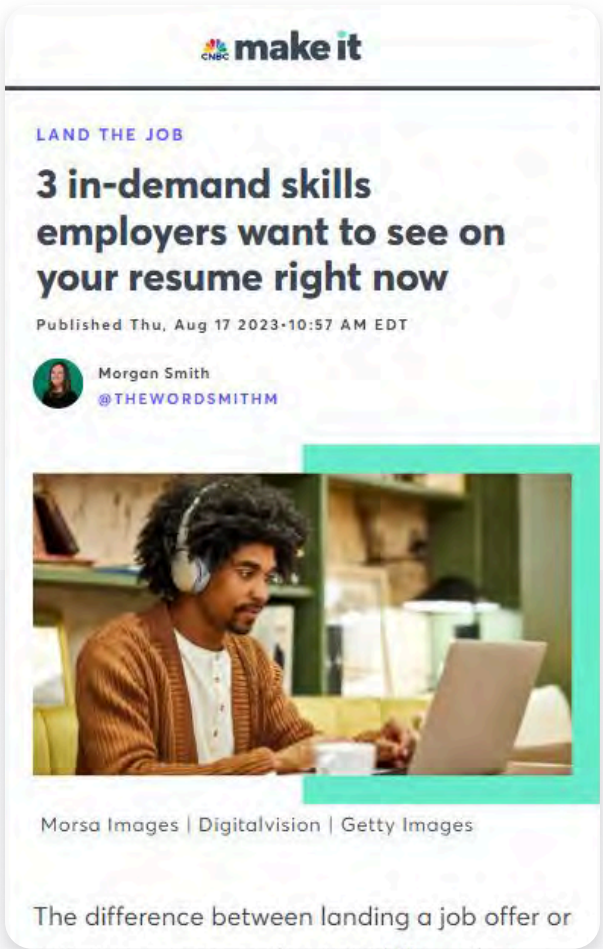 CNBC make it
LAND THE JOB
3 in-demand skills
employers want to see on
your resume right now
Published Thu, Aug 17 2023•10:57 AM EDT
Morgan Smith
@THEWORDSMITHM
Morsa Images | Digitalvision | Getty Images
The difference between landing a job offer or